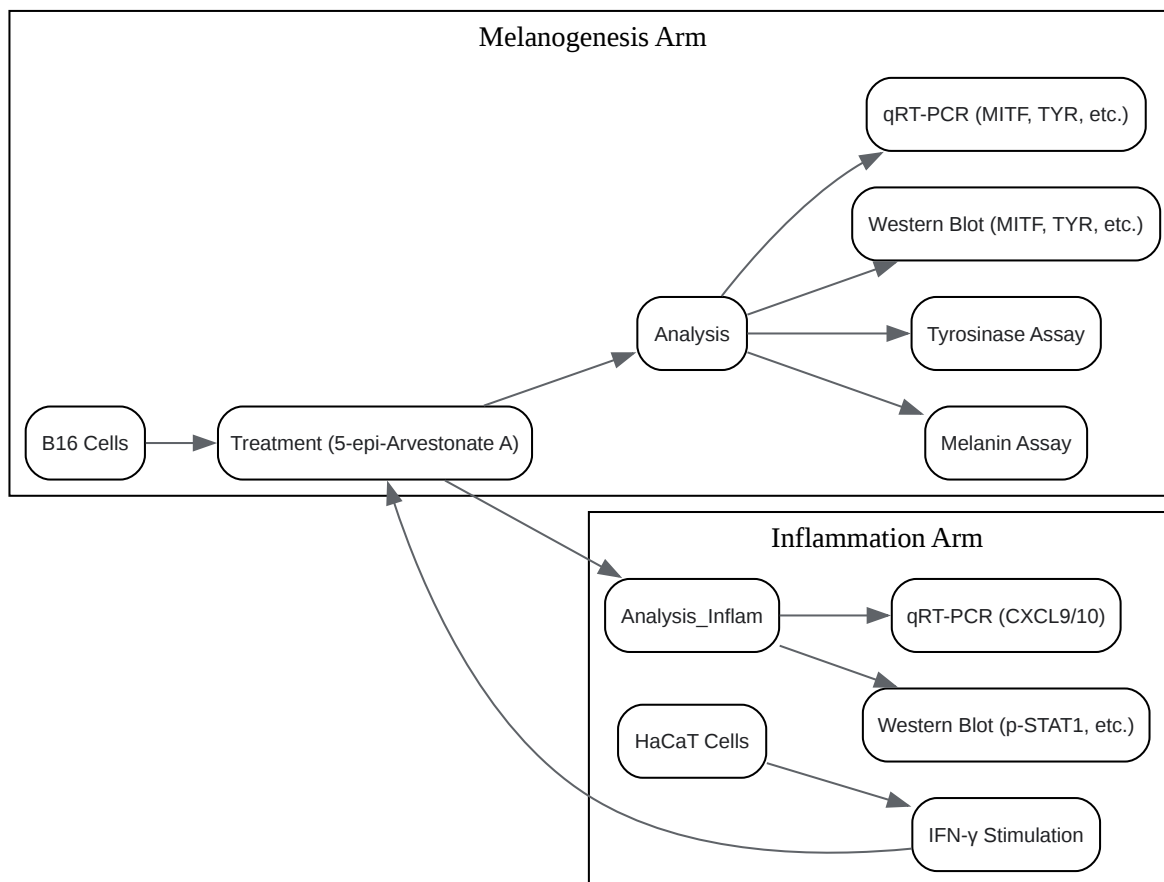 Melanogenesis Arm
qRT-PCR (MITF, TYR, etc.)
Western Blot (MITF, TYR, etc.)
Analysis
Tyrosinase Assay
B16 Cells
Treatment (5-epi-Arvestonate A)
Melanin Assay
Inflammation Arm
Analysis_Inflam
qRT-PCR (CXCL9/10)
HaCaT Cells
Western Blot (p-STAT1, etc.)
IFN-γ Stimulation